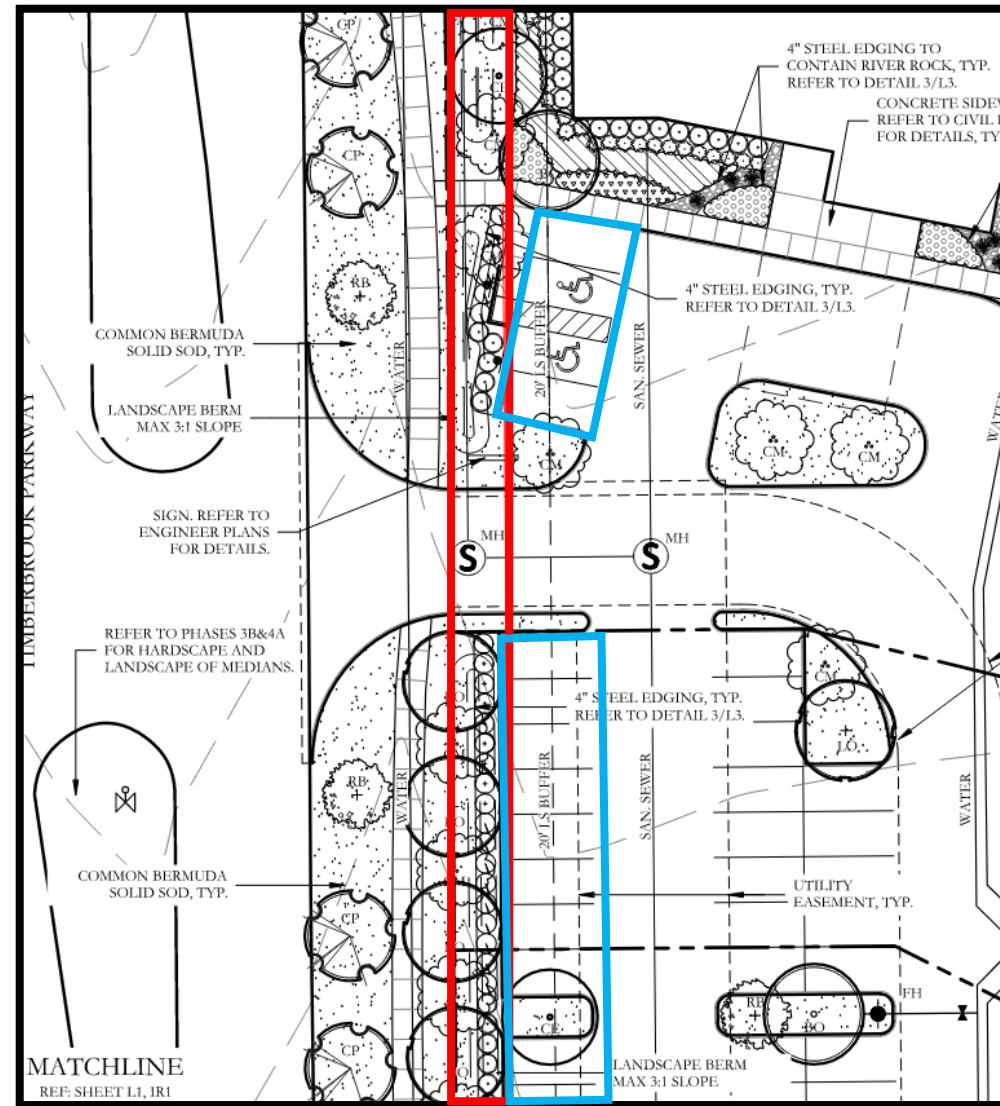 GP
CM
4" STEEL EDGING TO
CONTAIN RIVER ROCK, TYP.
REFER TO DETAIL 3/L3.
CE
CONCRETE SIDEW
REFER TO CIVIL
FOR DETAILS, TY
CP
RB
4" STEEL EDGING, TYP.
REFER TO DETAIL 3/L3.
COMMON BERMUDA
SOLID SOD, TYP.
WATER
20' LS BUFFER
SAN. SEWER
WATER
LANDSCAPE BERM
MAX 3:1 SLOPE
TIMBERBROOK PARKWAY
CM
CM
CM
SIGN. REFER TO
ENGINEER PLANS
FOR DETAILS.
MH
S
MH
S
REFER TO PHASES 3B&4A
FOR HARDSCAPE AND
LANDSCAPE OF MEDIANS.
CM
4" STEEL EDGING, TYP.
REFER TO DETAIL 3/L3.
LO
RB
WATER
20' LS BUFFER
SAN. SEWER
WATER
COMMON BERMUDA
SOLID SOD, TYP.
UTILITY
EASEMENT, TYP.
CP
FH
RB
CE
CP
MATCHLINE
REF: SHEET L1, IR1
LANDSCAPE BERM
MAX 3:1 SLOPE